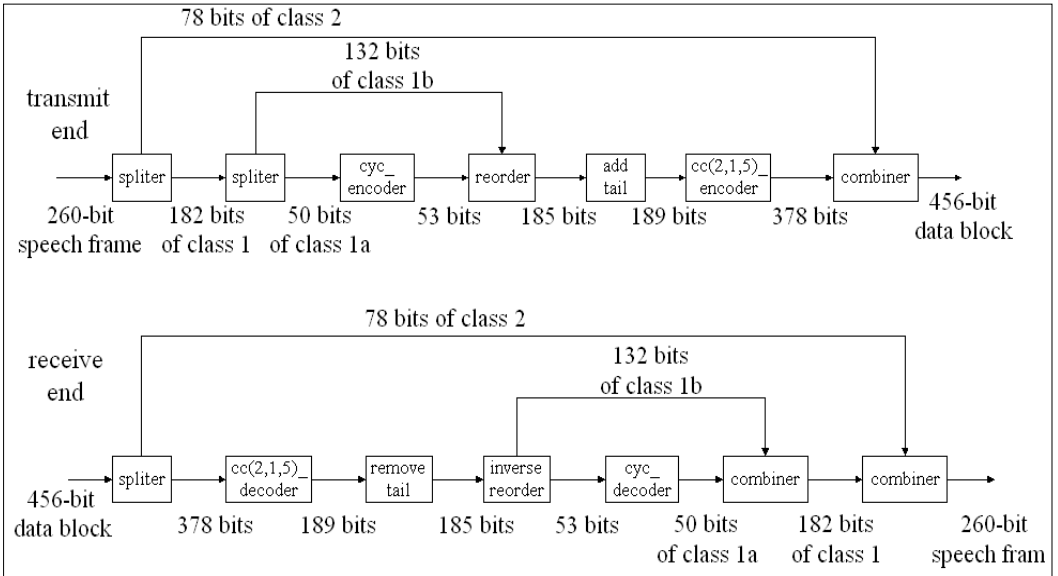 78 bits of class 2
132 bits
of class 1b
transmit
end
spliter
spliter
cyc_
encoder
reorder
add
tail
cc(2,1,5)_
encoder
combiner
260-bit
speech frame
182 bits
of class 1
50 bits
of class 1a
53 bits
185 bits
189 bits
378 bits
456-bit
data block
78 bits of class 2
receive
end
132 bits
of class 1b
spliter
cc(2,1,5)_
decoder
remove
tail
inverse
reorder
cyc_
decoder
combiner
combiner
456-bit
data block
378 bits
189 bits
185 bits
53 bits
50 bits
of class 1a
182 bits
of class 1
260-bit
speech fram